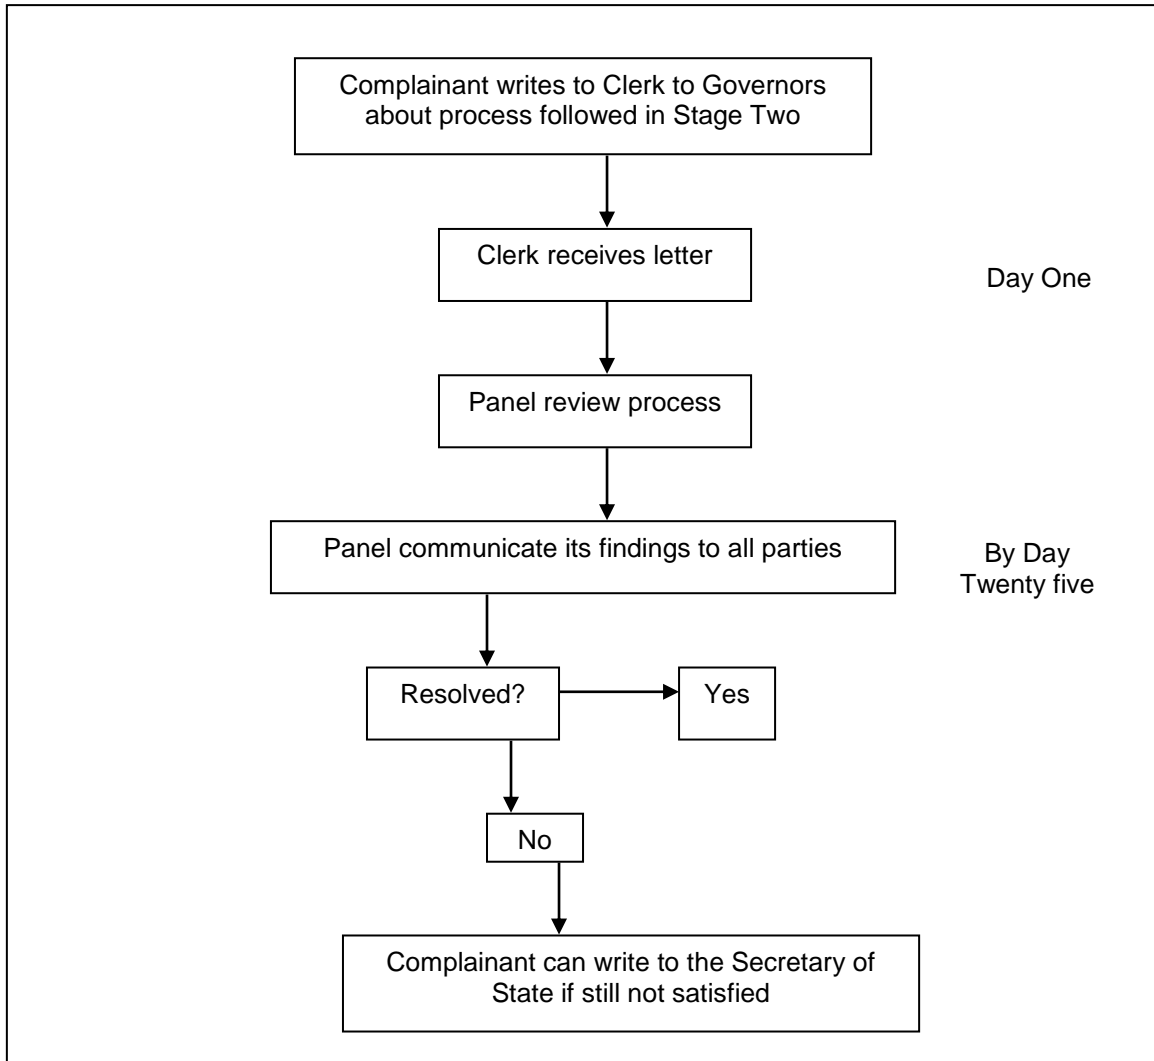 Complainant writes to Clerk to Governors
about process followed in Stage Two
Clerk receives letter
Day One
Panel review process
Panel communicate its findings to all parties
By Day
Twenty five
Resolved?
Yes
No
Complainant can write to the Secretary of
State if still not satisfied